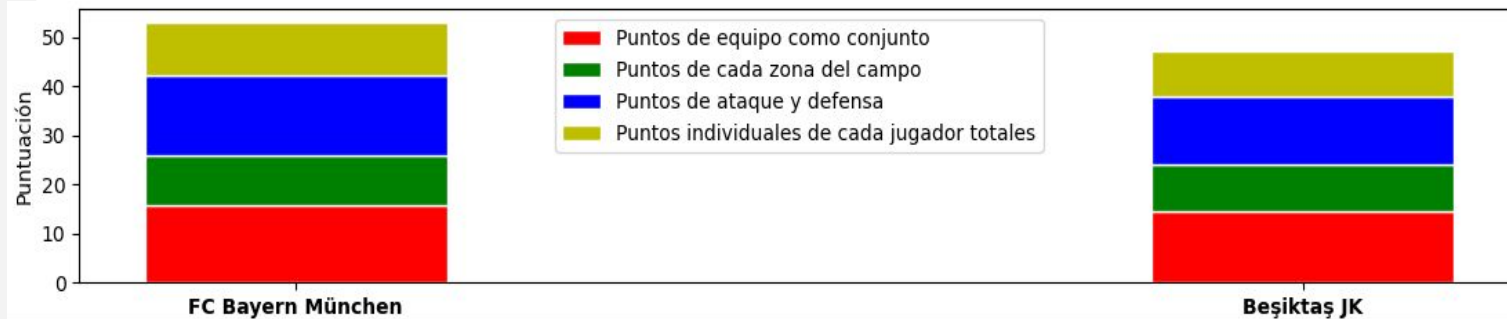 Puntuación
50
40
30
20
10
0
Puntos de equipo como conjunto
Puntos de cada zona del campo
Puntos de ataque y defensa
Puntos individuales de cada jugador totales
FC Bayern München
Beşiktaş JK